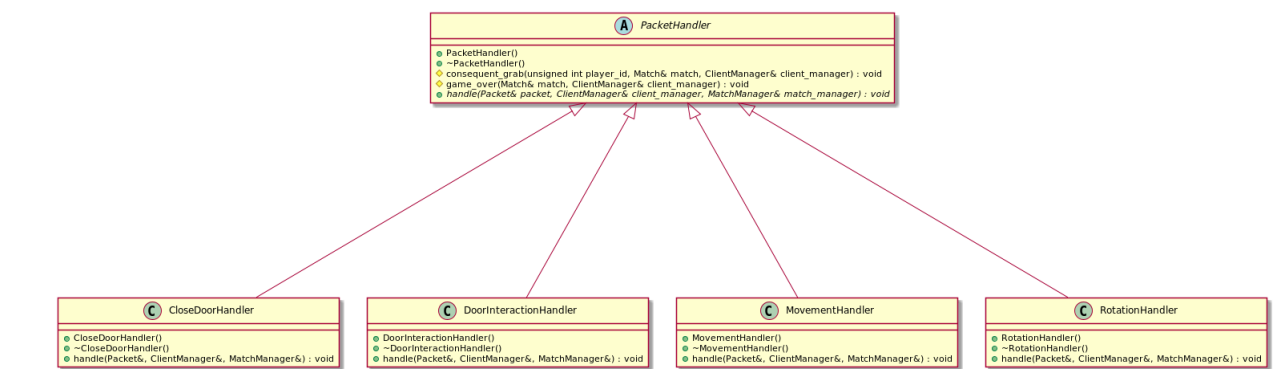 A PacketHandler
PacketHandler()
~PacketHandler()
consequent_grab(unsigned int player_id, Match& match, ClientManager& client_manager) : void
game_over(Match& match, ClientManager& client_manager) : void
handle(Packet& packet, ClientManager& client_manager, MatchManager& match_manager) : void
C CloseDoorHandler
CloseDoorHandler()
~CloseDoorHandler()
handle(Packet&, ClientManager&, MatchManager&) : void
C DoorInteractionHandler
DoorInteractionHandler()
~DoorInteractionHandler()
handle(Packet&, ClientManager&, MatchManager&) : void
C MovementHandler
MovementHandler()
~MovementHandler()
handle(Packet&, ClientManager&, MatchManager&) : void
C RotationHandler
RotationHandler()
~RotationHandler()
handle(Packet&, ClientManager&, MatchManager&) : void